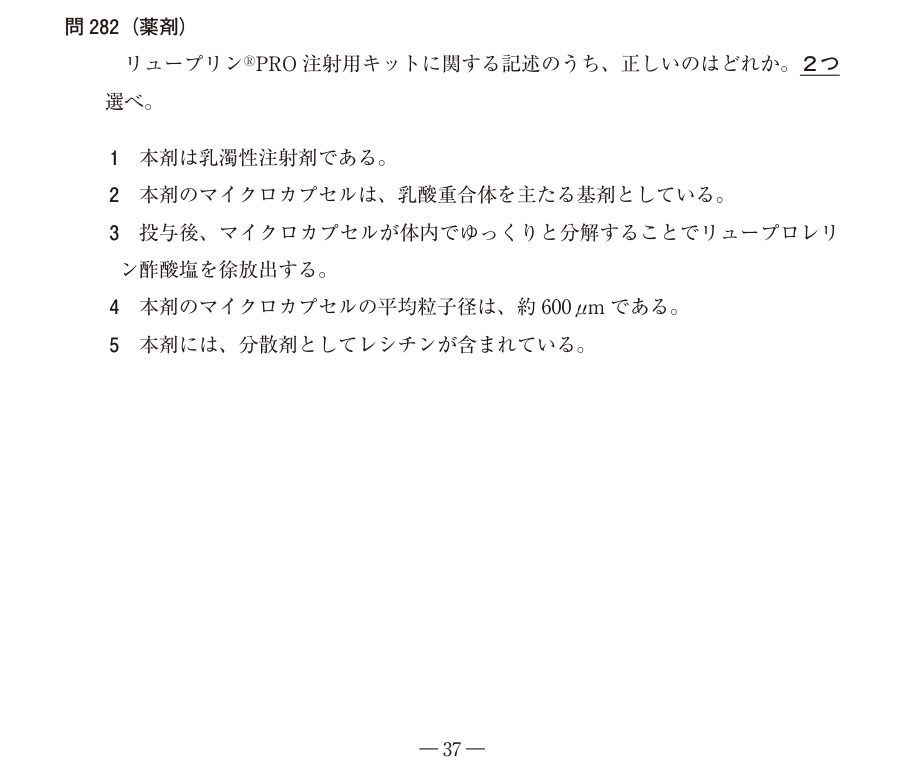 問 282（薬剤）
リュープリン®PRO 注射用キットに関する記述のうち、正しいのはどれか。２つ
選べ。
1　本剤は乳濁性注射剤である。
2　本剤のマイクロカプセルは、乳酸重合体を主たる基剤としている。
3　投与後、マイクロカプセルが体内でゆっくりと分解することでリュープロレリ
ン酢酸塩を徐放出する。
4　本剤のマイクロカプセルの平均粒子径は、約 600 μm である。
5　本剤には、分散剤としてレシチンが含まれている。
― 37 ―